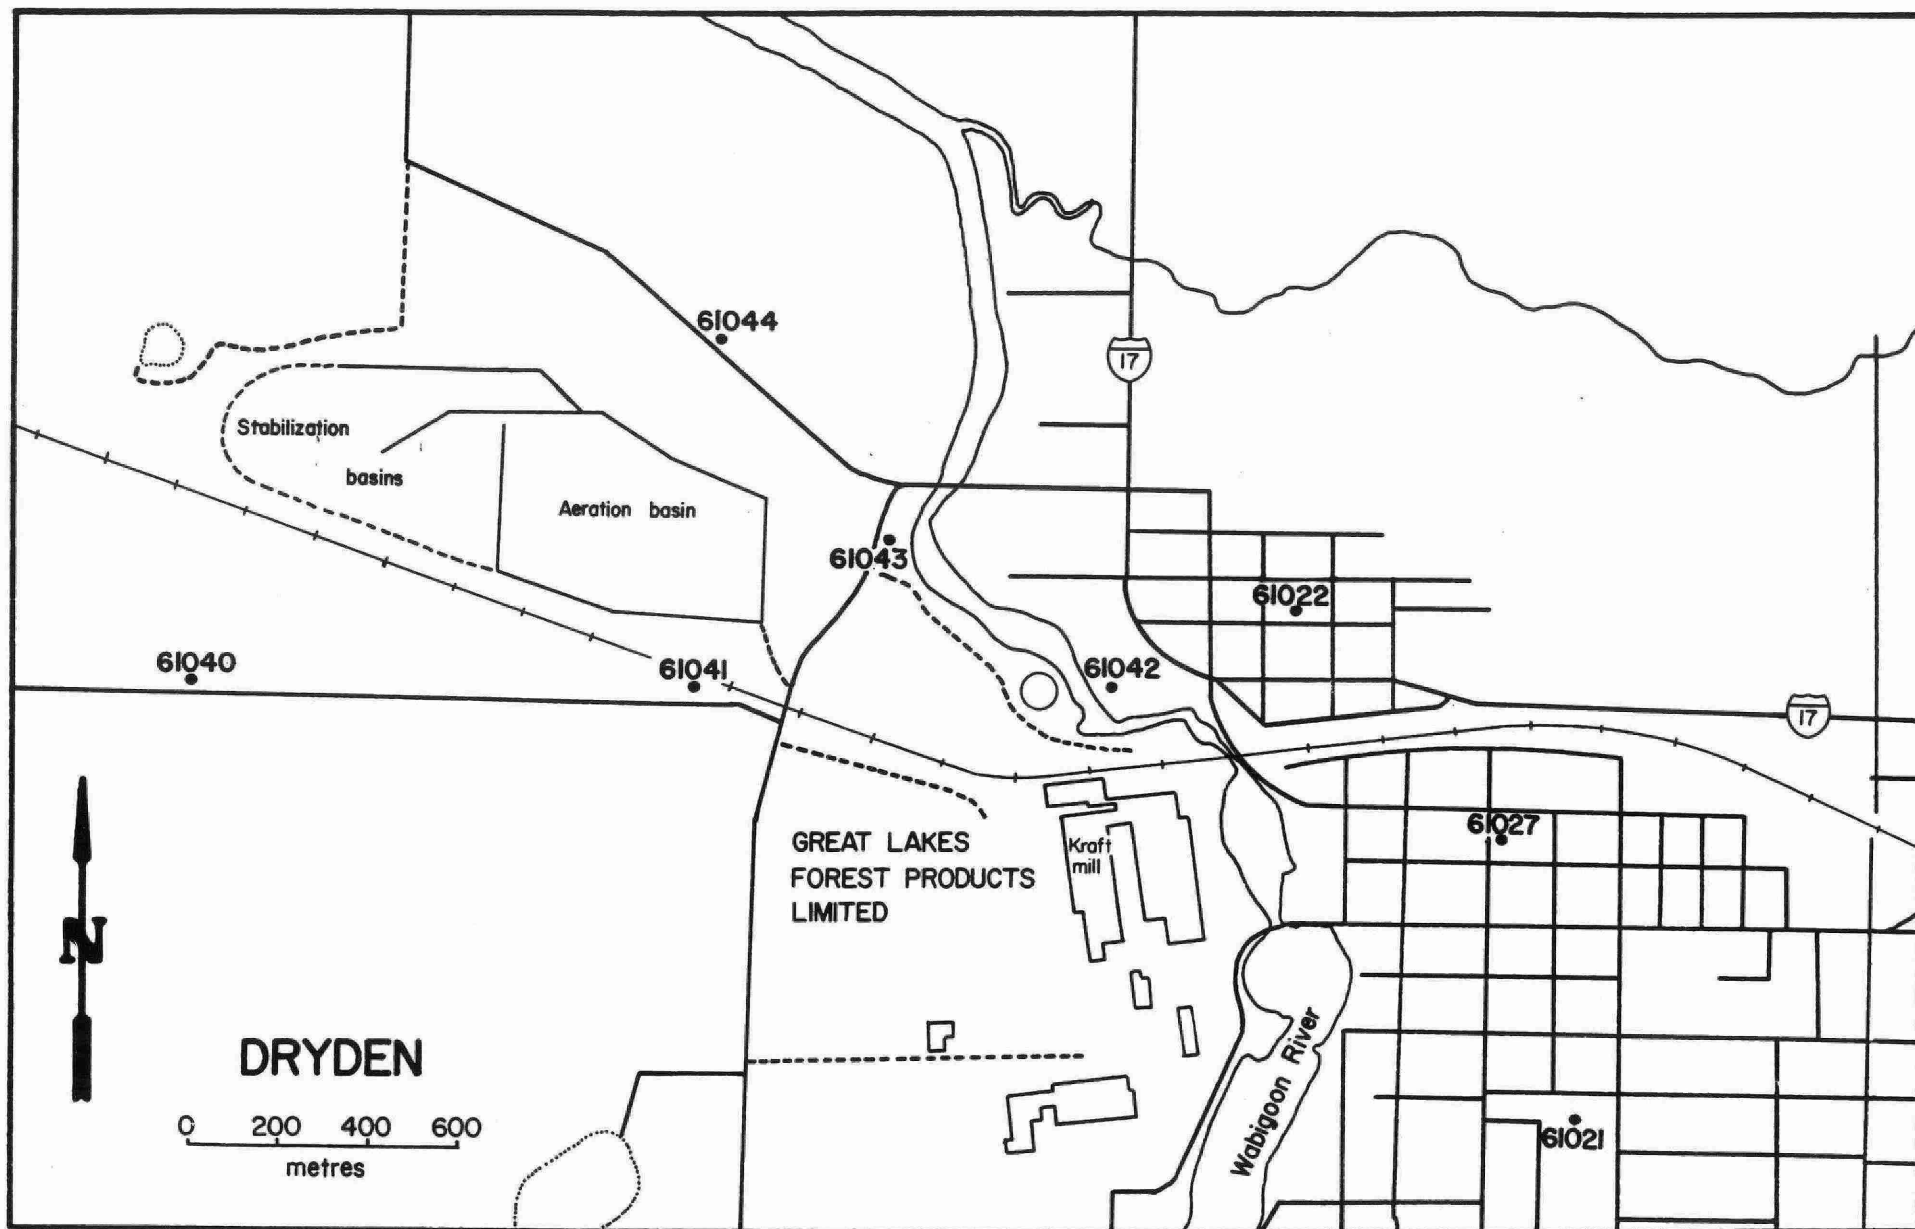 61044
17
Stabilization
basins
Aeration basin
61043
61022
61040
61041
61042
17
GREAT LAKES
FOREST PRODUCTS
LIMITED
Kraft
mill
61027
N
DRYDEN
0 200 400 600
metres
Wabigoon River
61021